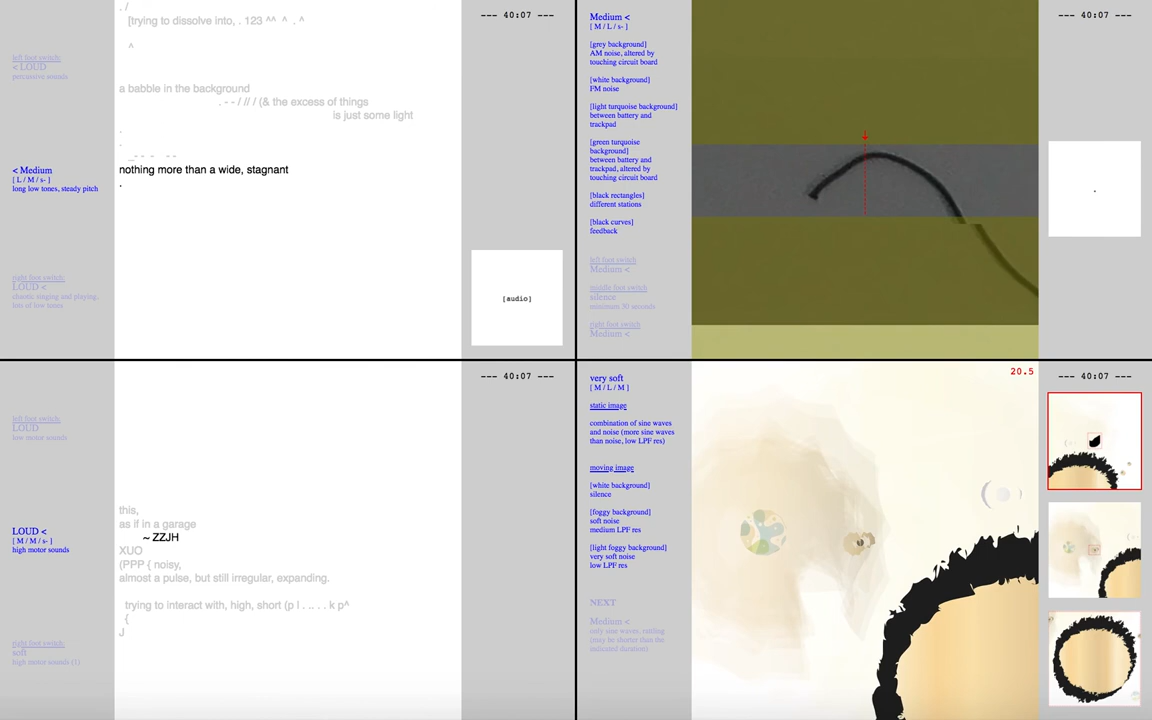 left foot switch:
< LOUD
percussive sounds
< Medium
[ L / M / s- ]
long low tones, steady pitch
right foot switch:
LOUD <
chaotic singing and playing,
lots of low tones
. /
[trying to dissolve into, . 123 ^^ ^ . ^
^
a babble in the background
. - - / // / (& the excess of things
is just some light
.
.
_- - - - -
nothing more than a wide, stagnant
.
--- 40:07 ---
[audio]
Medium <
[ M / L / s- ]
[grey background]
AM noise, altered by
touching circuit board
[white background]
FM noise
[light turquoise background]
between battery and
trackpad
[green turquoise
background]
between battery and
trackpad, altered by
touching circuit board
[black rectangles]
different stations
[black curves]
feedback
left foot switch
Medium <
middle foot switch
silence
minimum 30 seconds
right foot switch
Medium <
--- 40:07 ---
left foot switch:
LOUD
low motor sounds
LOUD <
[ M / M / s- ]
high motor sounds
right foot switch:
soft
high motor sounds (1)
this,
as if in a garage
~ ZZJH
XUO
(PPP { noisy,
almost a pulse, but still irregular, expanding.
trying to interact with, high, short (p l . .. . . k p^
{
J
--- 40:07 ---
very soft
[ M / L / M ]
static image
combination of sine waves
and noise (more sine waves
than noise, low LPF res)
moving image
[white background]
silence
[foggy background]
soft noise
medium LPF res
[light foggy background]
very soft noise
low LPF res
NEXT
Medium <
only sine waves, rattling
(may be shorter than the
indicated duration)
20.5
--- 40:07 ---